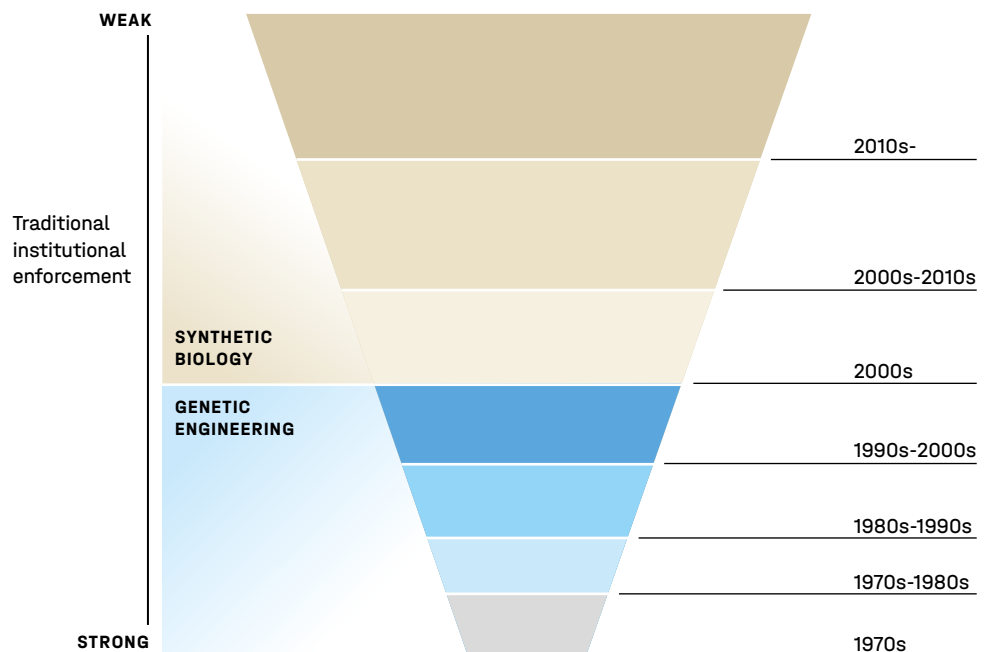 WEAK
2010s-
Traditional
institutional
enforcement
2000s-2010s
SYNTHETIC
BIOLOGY
2000s
GENETIC
ENGINEERING
1990s-2000s
1980s-1990s
1970s-1980s
STRONG
1970s